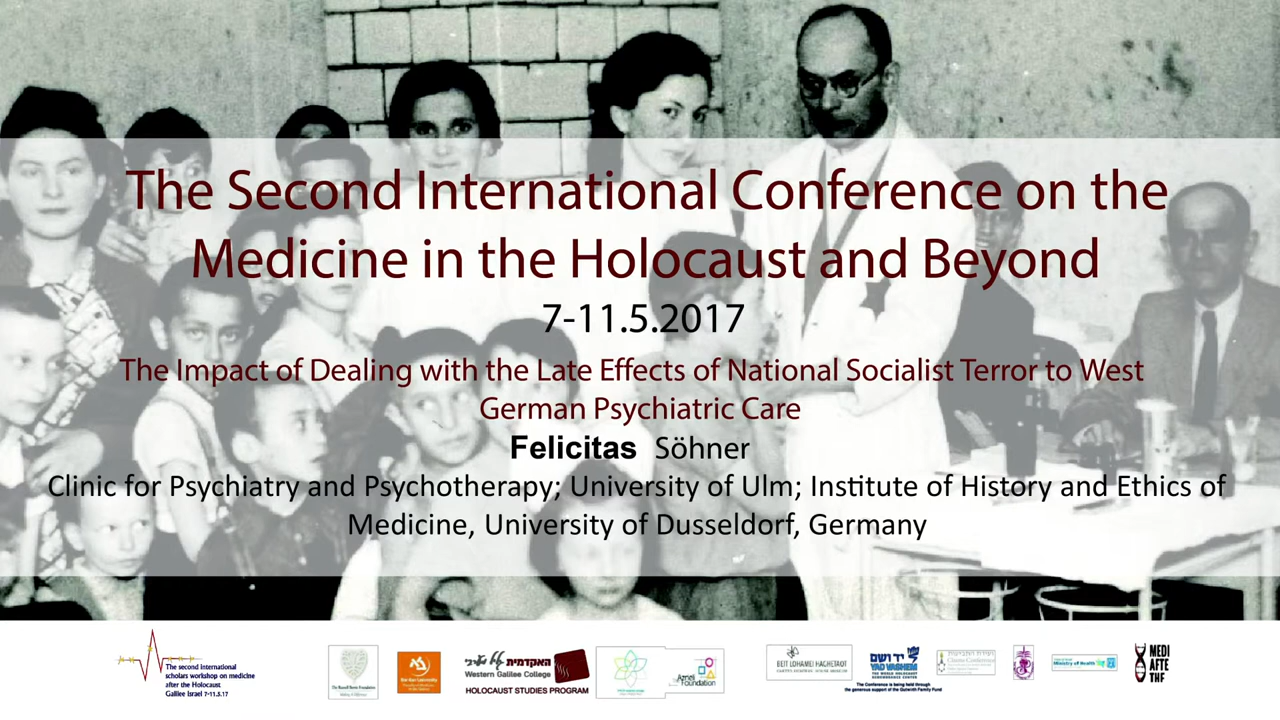 The Second International Conference on the
Medicine in the Holocaust and Beyond
7-11.5.2017
The Impact of Dealing with the Late Effects of National Socialist Terror to West
German Psychiatric Care
Felicitas Söhner
Clinic for Psychiatry and Psychotherapy; University of Ulm; Institute of History and Ethics of
Medicine, University of Dusseldorf, Germany
The second international
scholars workshop on medicine
after the Holocaust
Galilee Israel 7-11.5.17
האקדמית גליל מערבי
Western Galilee College
HOLOCAUST STUDIES PROGRAM
Azrieli
Foundation
BEIT LOHAMEI HAGHETAOT
יד ושם
YAD VASHEM
The Conference is being held through
the generous support of the Gutwirth Family Fund
Claims Conference
Ministry of Health
MEDI
AFTE
THF